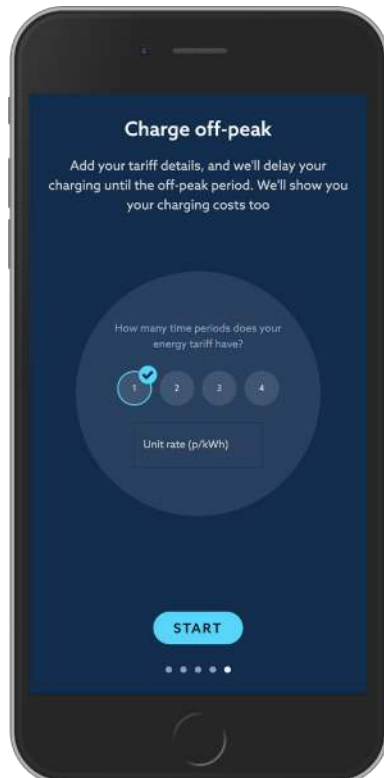 Charge off-peak
Add your tariff details, and we'll delay your
charging until the off-peak period. We'll show you
your charging costs too
How many time periods does your
energy tariff have?
1 2 3 4
Unit rate (p/kWh)
START